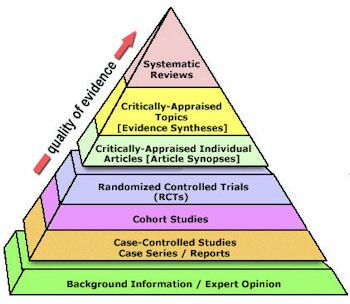 quality of evidence
Systematic
Reviews
Critically-Appraised
Topics
[Evidence Syntheses]
Critically-Appraised Individual
Articles [Article Synopses]
Randomized Controlled Trials
(RCTs)
Cohort Studies
Case-Controlled Studies
Case Series / Reports
Background Information / Expert Opinion